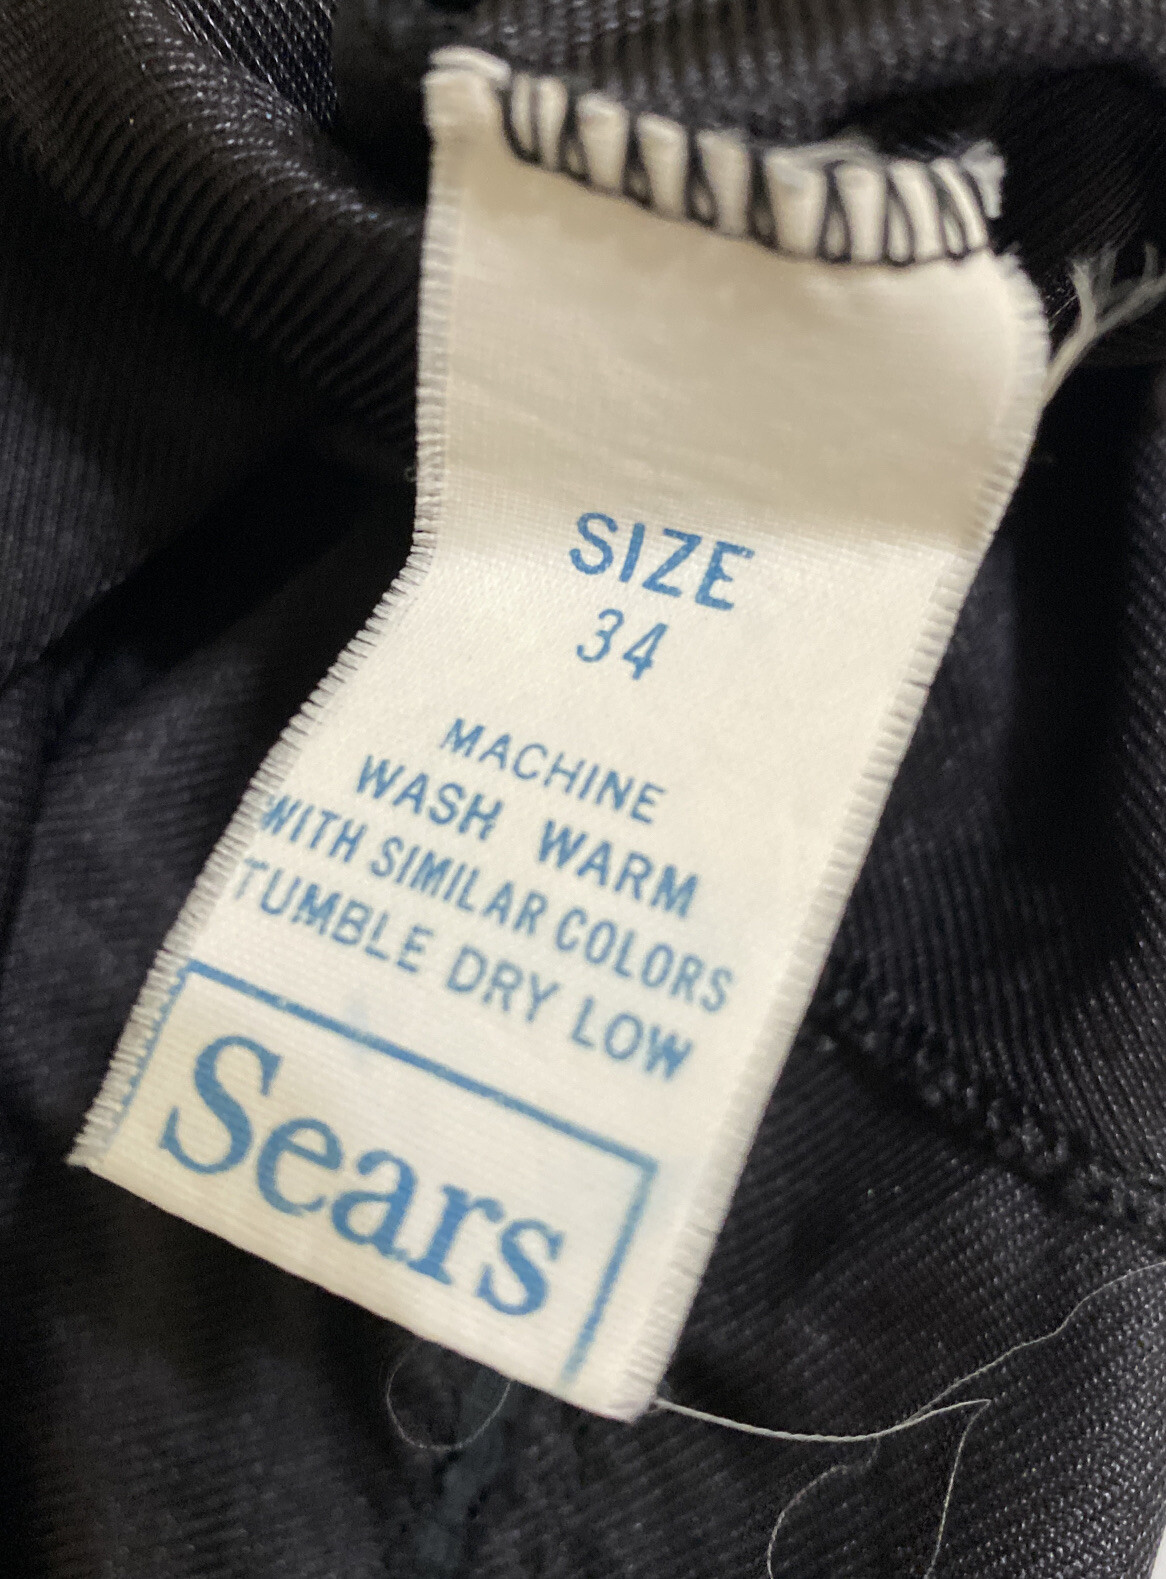 SIZE
34
MACHINE
WASH WARM
WITH SIMILAR COLORS
TUMBLE DRY LOW
Sears